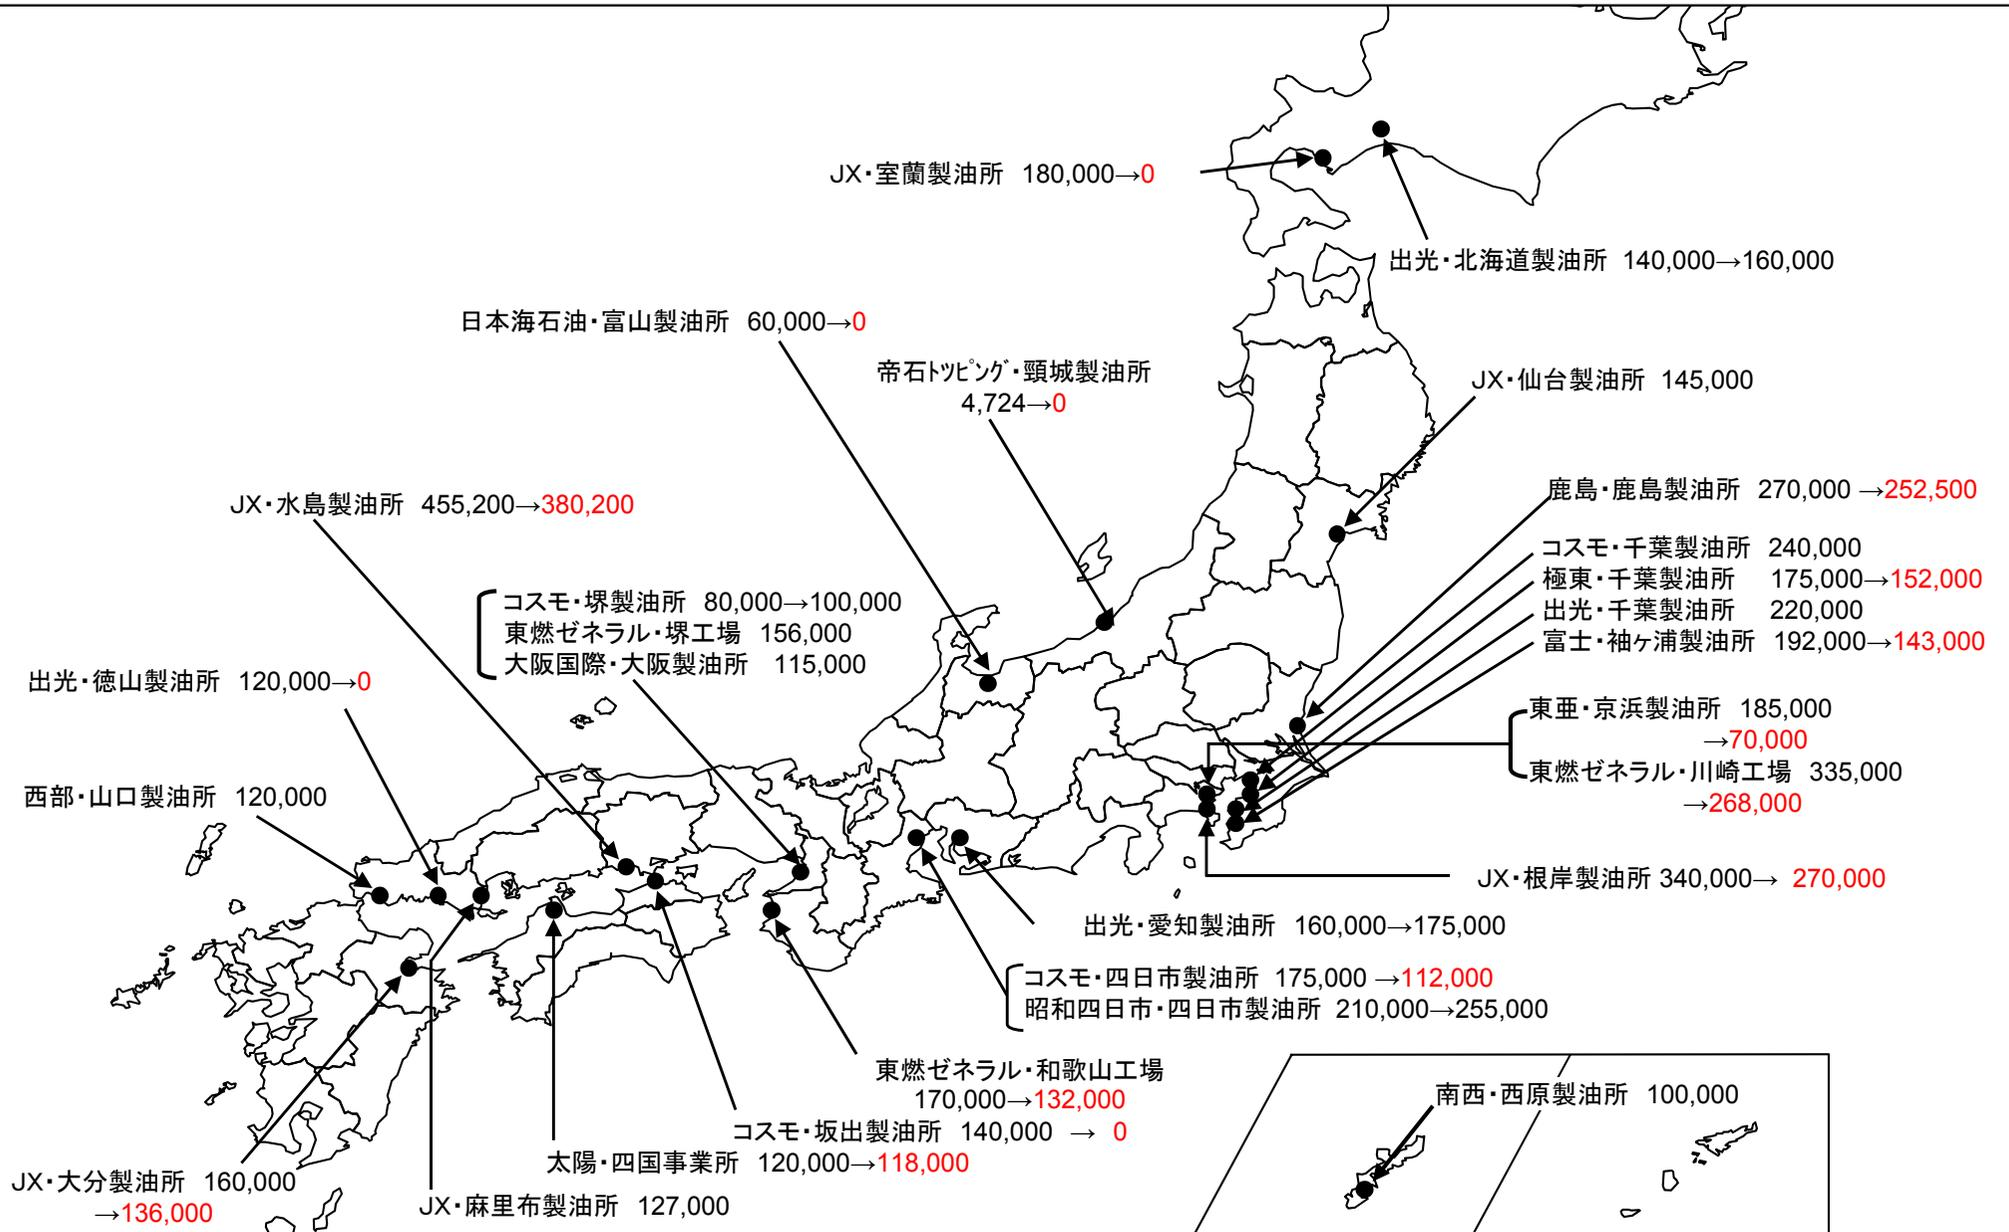 JX・室蘭製油所 180,000→0
出光・北海道製油所 140,000→160,000
日本海石油・富山製油所 60,000→0
帝石ﾄｯﾋﾟﾝｸﾞ・頸城製油所
4,724→0
JX・仙台製油所 145,000
JX・水島製油所 455,200→380,200
鹿島・鹿島製油所 270,000 →252,500
コスモ・千葉製油所 240,000
極東・千葉製油所 175,000→152,000
出光・千葉製油所 220,000
富士・袖ヶ浦製油所 192,000→143,000
コスモ・堺製油所 80,000→100,000
東燃ゼネラル・堺工場 156,000
大阪国際・大阪製油所 115,000
出光・徳山製油所 120,000→0
東亜・京浜製油所 185,000
→70,000
東燃ゼネラル・川崎工場 335,000
→268,000
西部・山口製油所 120,000
JX・根岸製油所 340,000→ 270,000
出光・愛知製油所 160,000→175,000
コスモ・四日市製油所 175,000 →112,000
昭和四日市・四日市製油所 210,000→255,000
東燃ゼネラル・和歌山工場
170,000→132,000
コスモ・坂出製油所 140,000 → 0
太陽・四国事業所 120,000→118,000
JX・麻里布製油所 127,000
JX・大分製油所 160,000
→136,000
南西・西原製油所 100,000